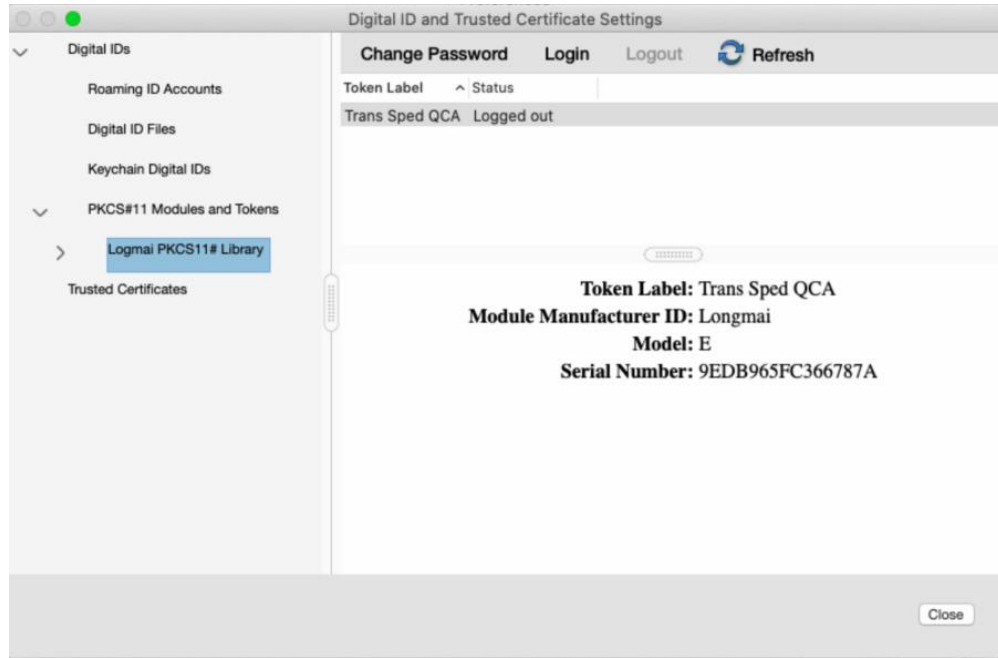 Digital ID and Trusted Certificate Settings
Digital IDs
Roaming ID Accounts
Digital ID Files
Keychain Digital IDs
PKCS#11 Modules and Tokens
Logmai PKCS11# Library
Trusted Certificates
Change Password Login Logout Refresh
Token Label Status
Trans Sped QCA Logged out
Token Label: Trans Sped QCA
Module Manufacturer ID: Longmai
Model: E
Serial Number: 9EDB965FC366787A
Close